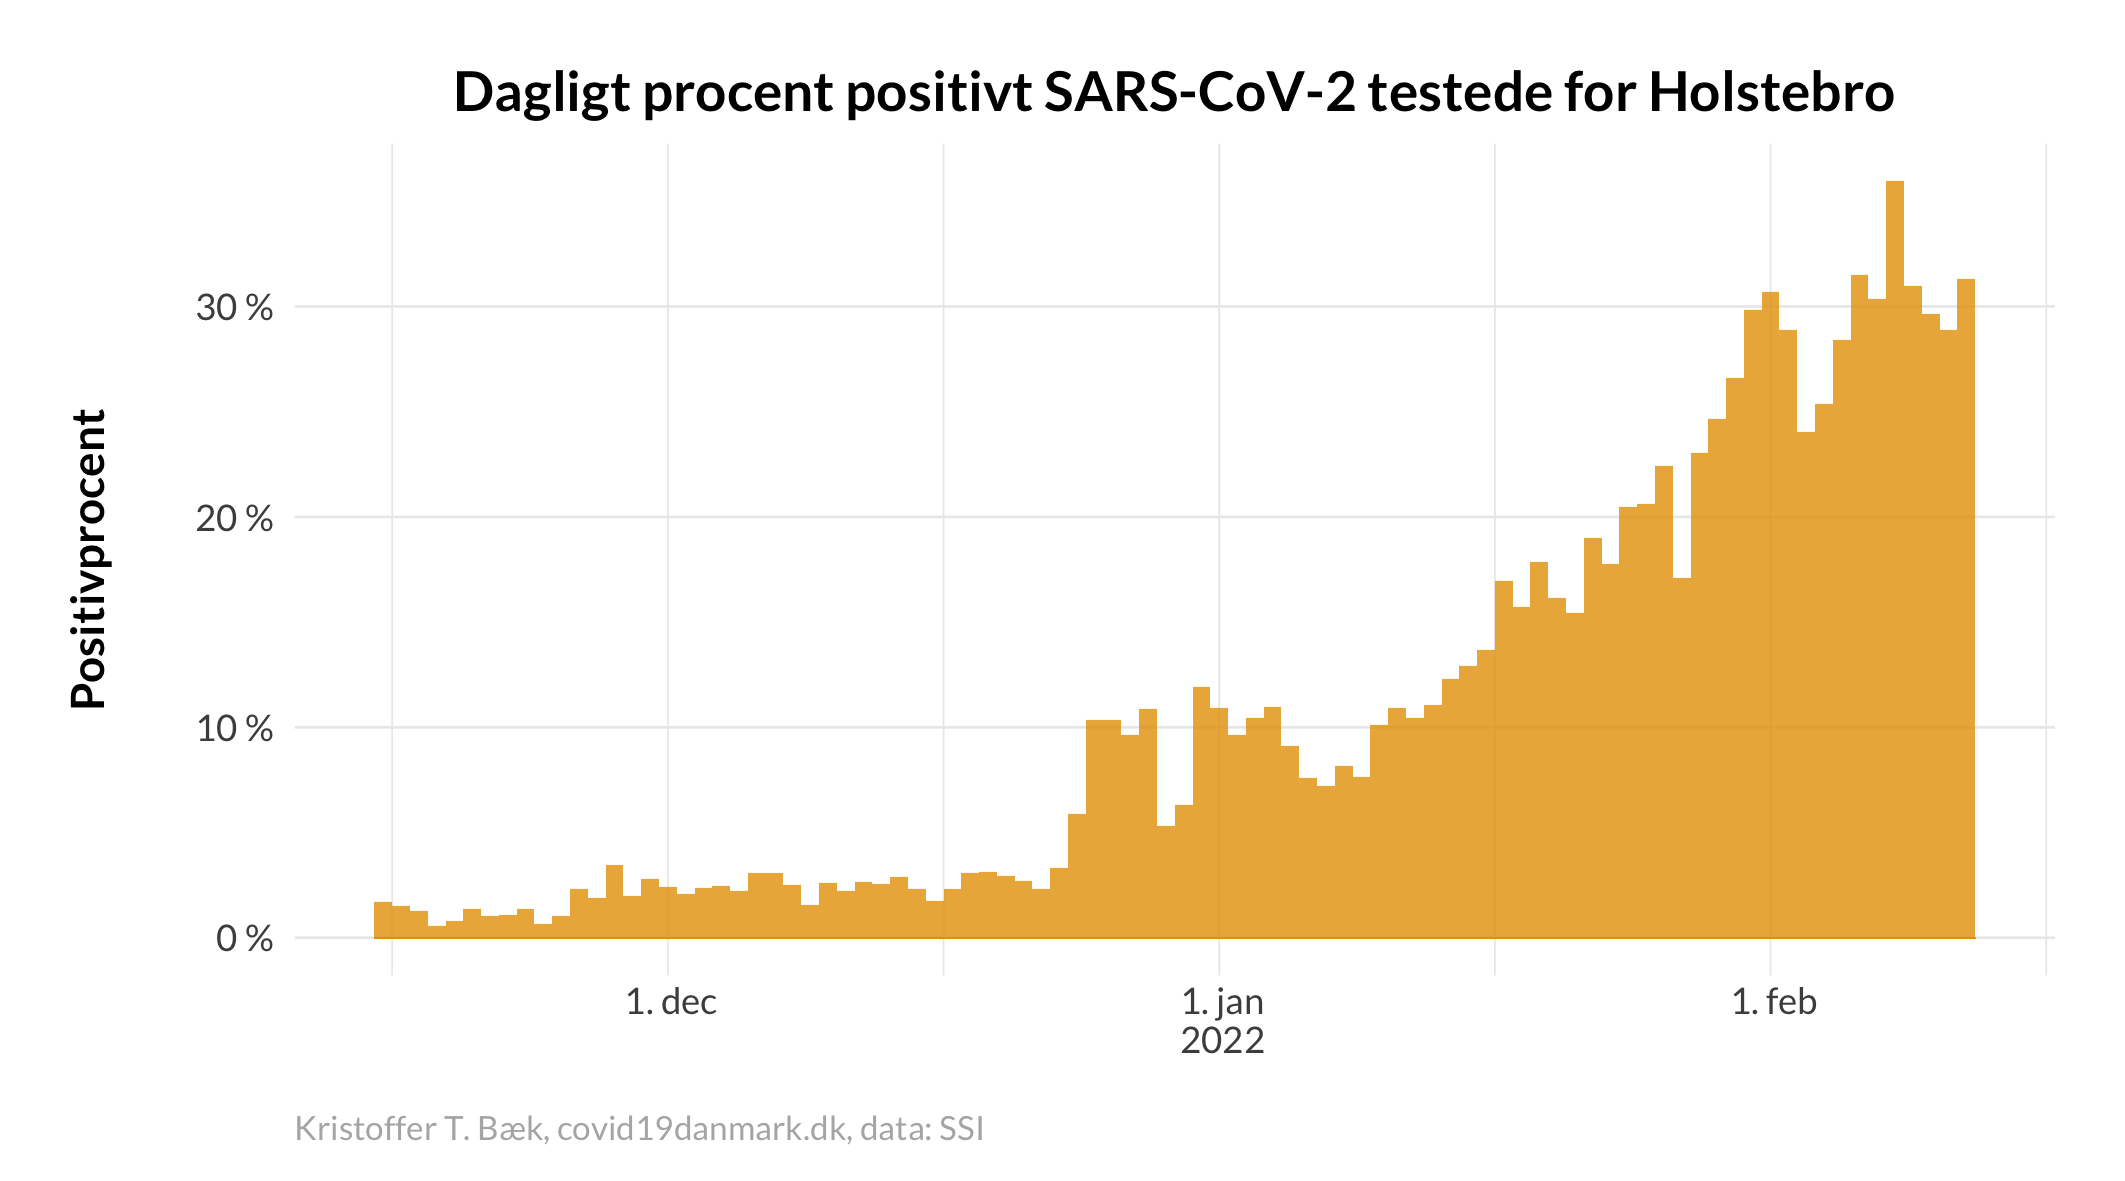 Dagligt procent positivt SARS-CoV-2 testede for Holstebro
Positivprocent
30 %
20 %
10 %
0 %
1. dec
1. jan
2022
1. feb
Kristoffer T. Bæk, covid19danmark.dk, data: SSI